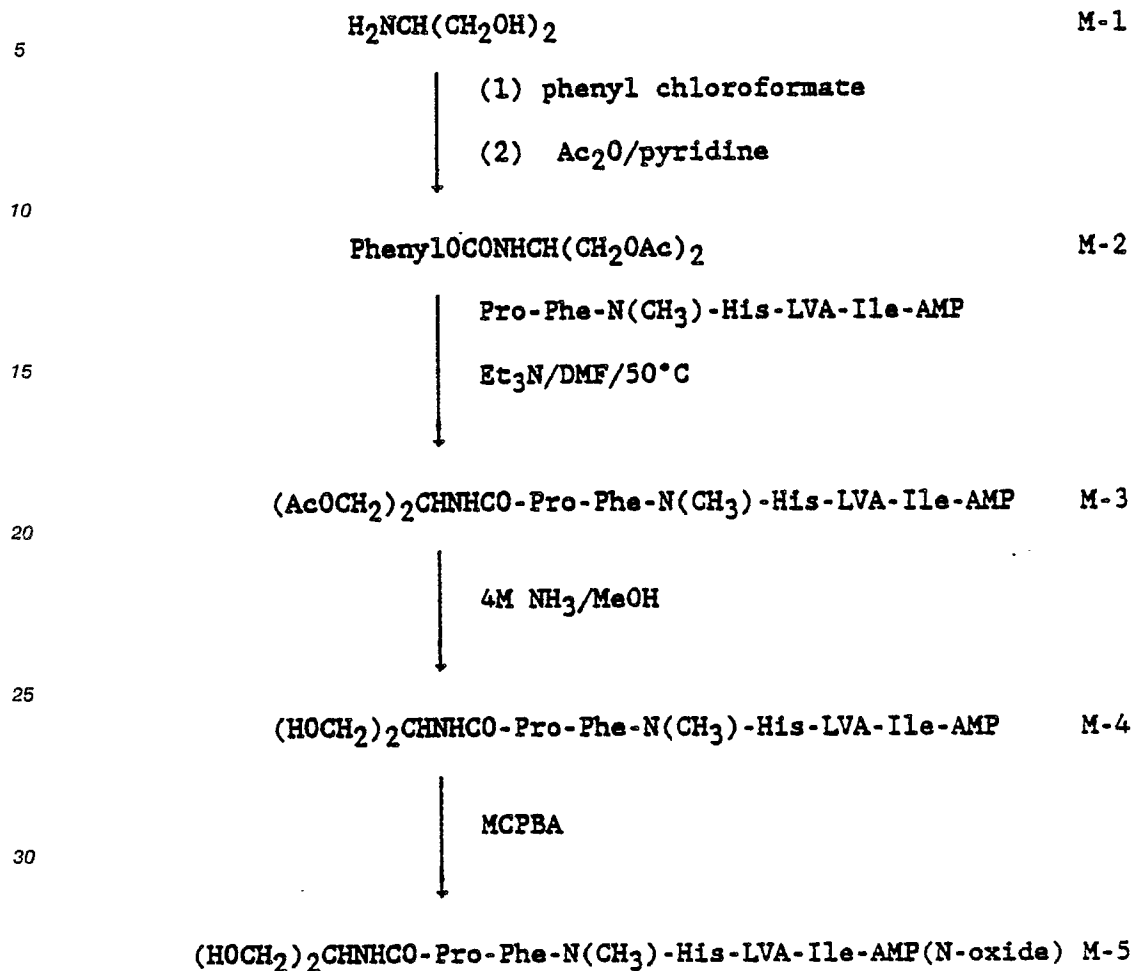 H2NCH(CH2OH)2 M-1
5
(1) phenyl chloroformate
(2) Ac2O/pyridine
10
PhenylOCONHCH(CH2OAc)2 M-2
Pro-Phe-N(CH3)-His-LVA-Ile-AMP
15
Et3N/DMF/50°C
(AcOCH2)2CHNHCO-Pro-Phe-N(CH3)-His-LVA-Ile-AMP M-3
20
4M NH3/MeOH
25
(HOCH2)2CHNHCO-Pro-Phe-N(CH3)-His-LVA-Ile-AMP M-4
MCPBA
30
(HOCH2)2CHNHCO-Pro-Phe-N(CH3)-His-LVA-Ile-AMP(N-oxide) M-5